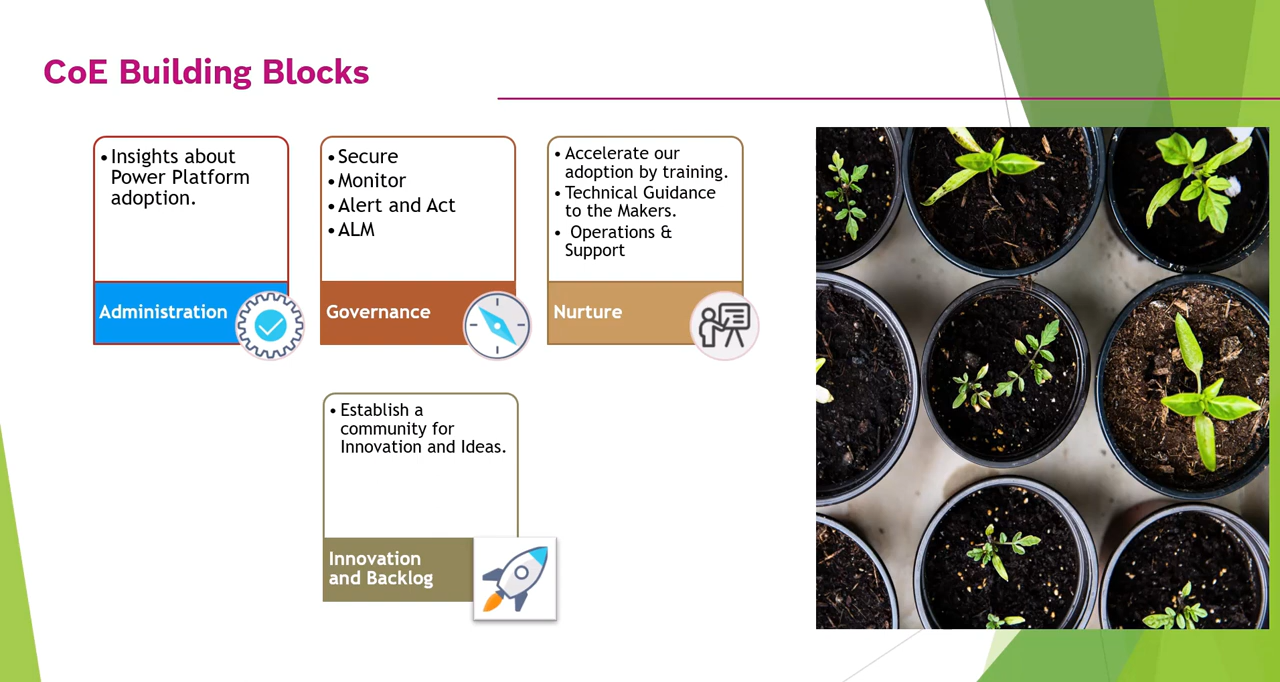 CoE Building Blocks
•Insights about
Power Platform
adoption.
Administration
•Secure
•Monitor
•Alert and Act
•ALM
Governance
•Accelerate our
adoption by training.
•Technical Guidance
to the Makers.
• Operations &
Support
Nurture
•Establish a
community for
Innovation and Ideas.
Innovation
and Backlog